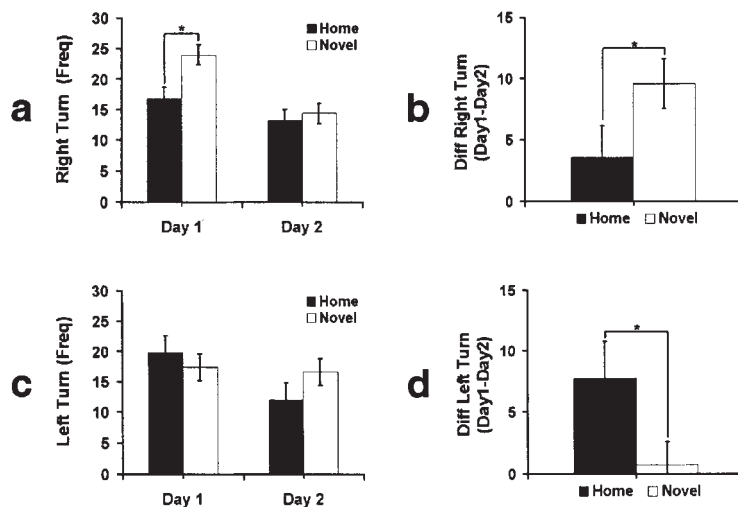 a
Right Turn (Freq)
30
25
20
15
10
5
0
*
Home
Novel
Day 1
Day 2
b
Diff Right Turn
(Day1-Day2)
15
10
5
0
*
Home Novel
c
Left Turn (Freq)
30
25
20
15
10
5
0
Home
Novel
Day 1
Day 2
d
Diff Left Turn
(Day1-Day2)
15
10
5
0
*
Home Novel